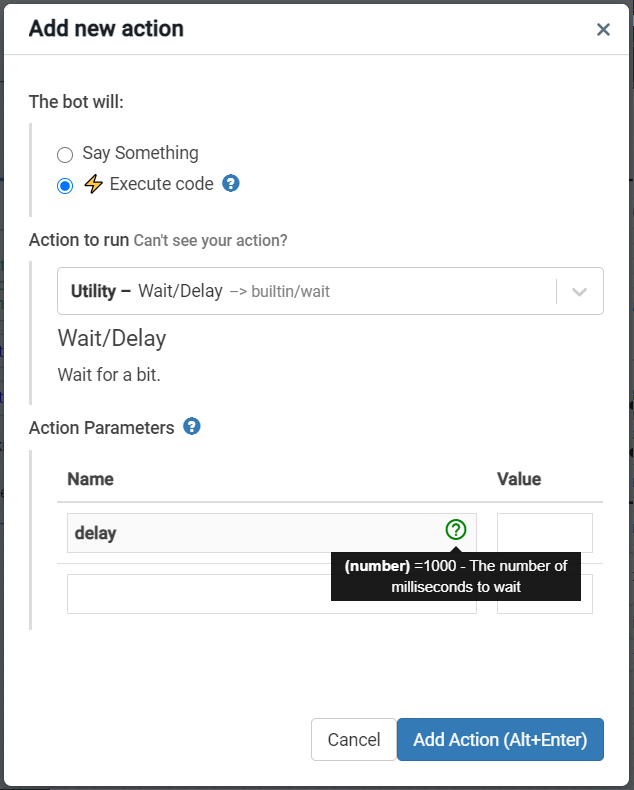 Add new action
The bot will:
Say Something
Execute code
Action to run Can't see your action?
Utility – Wait/Delay --> builtin/wait
Wait/Delay
Wait for a bit.
Action Parameters
Name Value
delay
(number) =1000 - The number of
milliseconds to wait
Cancel Add Action (Alt+Enter)